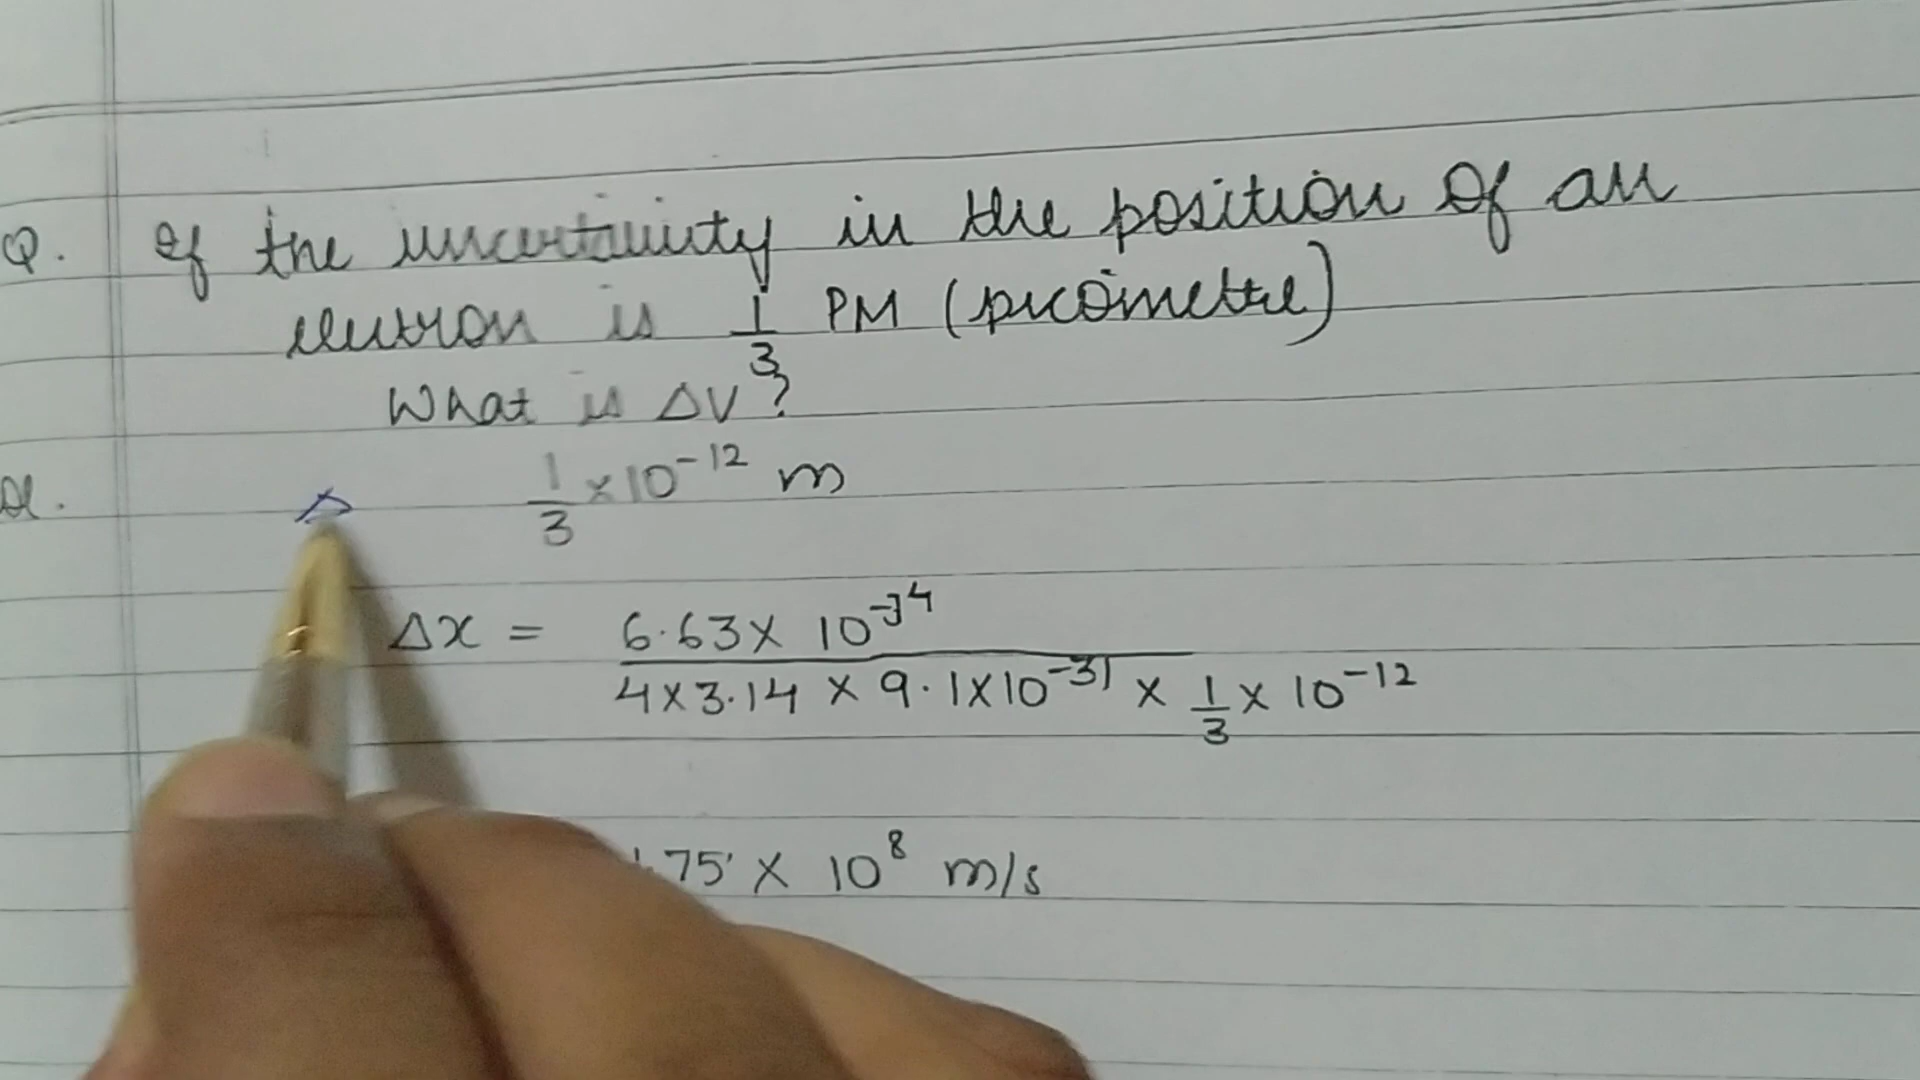 Q. If the uncertainty in the position of an
electron is 1/3 PM (picometre)
What is ΔV?
Δ 1/3 × 10⁻¹² m
Δx = 6.63 × 10⁻³⁴ / 4 × 3.14 × 9.1 × 10⁻³¹ × 1/3 × 10⁻¹²
.75 × 10⁸ m/s